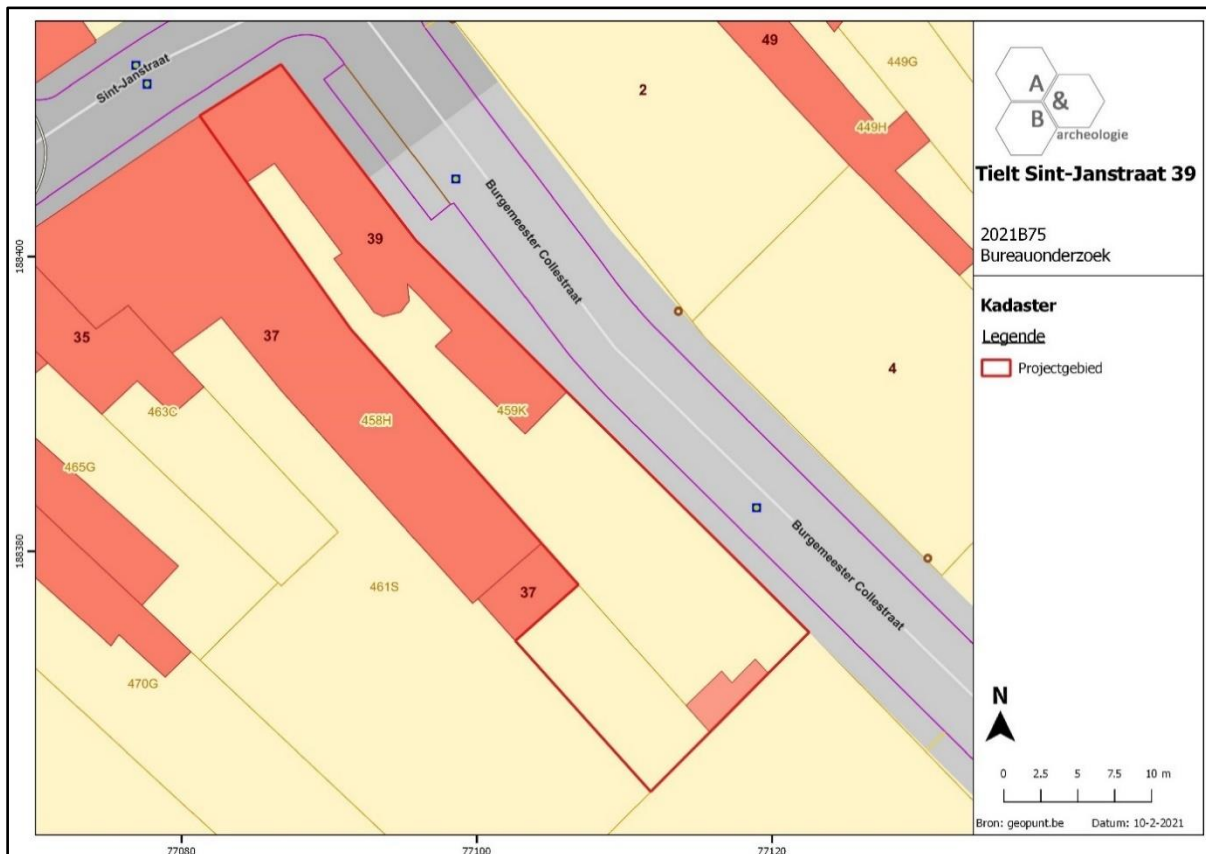 Sint-Janstraat
Burgemeester Collestraat
Burgemeester Collestraat
49
449G
2
449H
39
4
35
37
463C
458H
459K
465G
461S
37
470G
188400
188380
77080
77100
77120
A
&
B
archeologie
Tielt Sint-Janstraat 39
2021B75
Bureauonderzoek
Kadaster
Legende
Projectgebied
N
0 2.5 5 7.5 10 m
Bron: geopunt.be Datum: 10-2-2021